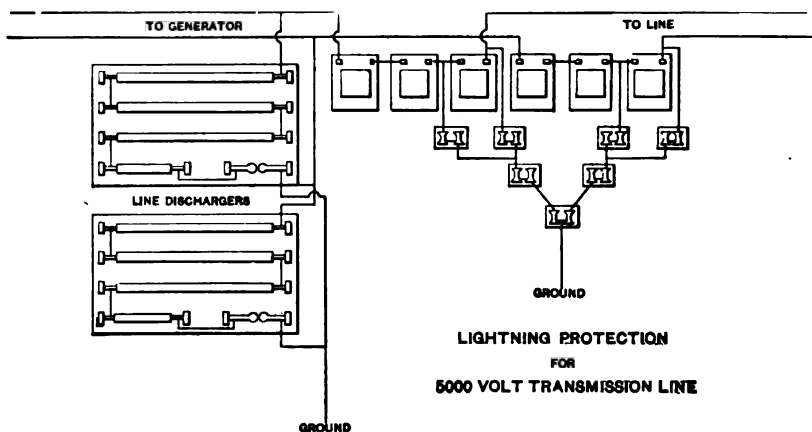 TO GENERATOR
TO LINE
LINE DISCHARGERS
GROUND
LIGHTNING PROTECTION
FOR
5000 VOLT TRANSMISSION LINE
GROUND